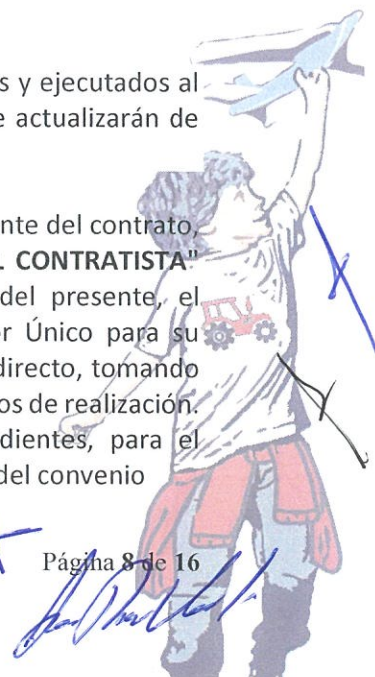 s y ejecutados al
e actualizarán de
nte del contrato,
L CONTRATISTA"
del presente, el
or Único para su
directo, tomando
os de realización.
dientes, para el
del convenio
Página 8 de 16